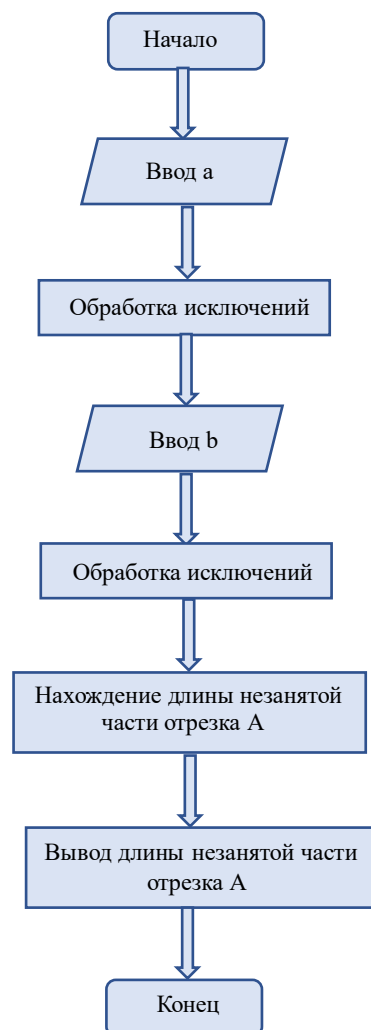 Начало
Ввод a
Обработка исключений
Ввод b
Обработка исключений
Нахождение длины незанятой
части отрезка А
Вывод длины незанятой части
отрезка А
Конец